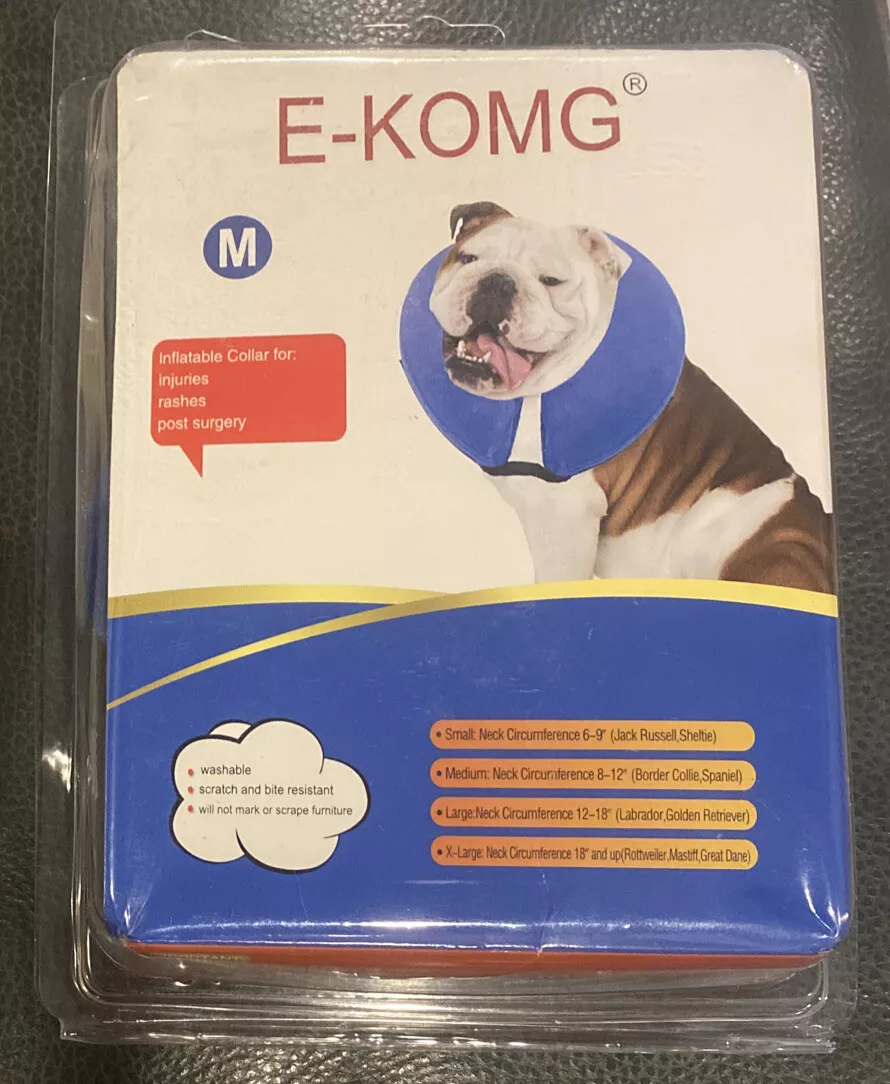 E-KOMG®
M
Inflatable Collar for:
injuries
rashes
post surgery
• washable
• scratch and bite resistant
• will not mark or scrape furniture
• Small: Neck Circumference 6–9" (Jack Russell,Sheltie)
• Medium: Neck Circumference 8–12" (Border Collie,Spaniel)
• Large:Neck Circumference 12–18" (Labrador,Golden Retriever)
• X–Large: Neck Circumference 18" and up(Rottweiler,Mastiff,Great Dane)